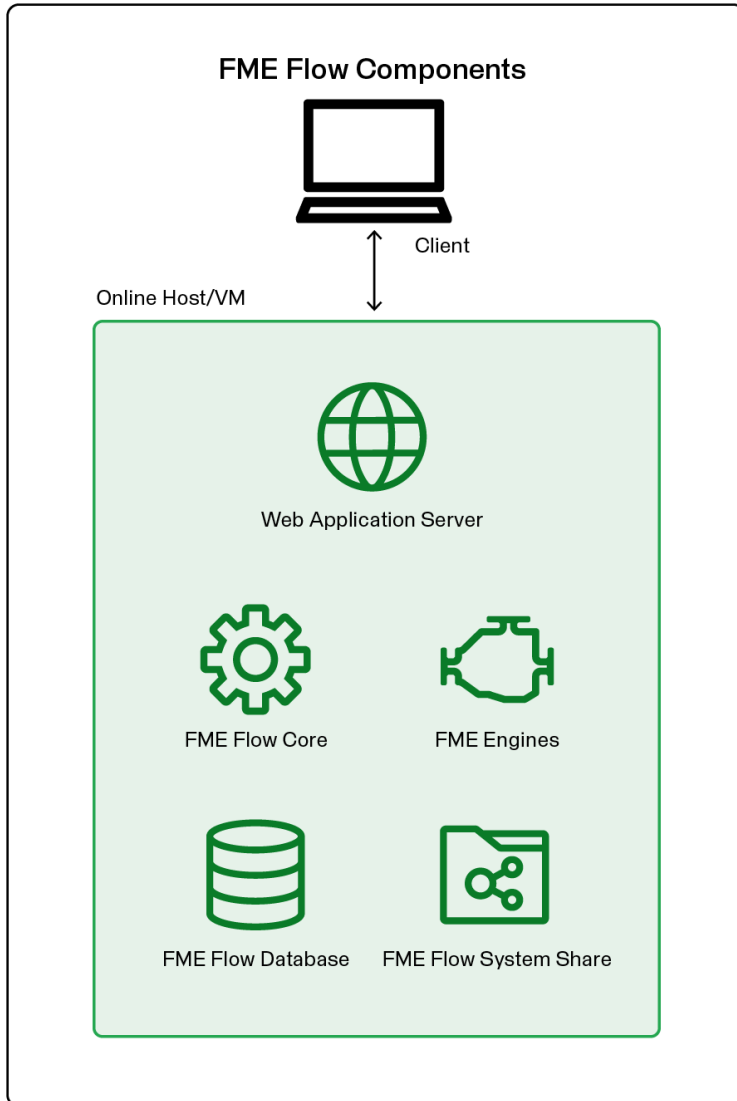 FME Flow Components
Client
Online Host/VM
Web Application Server
FME Flow Core
FME Engines
FME Flow Database
FME Flow System Share